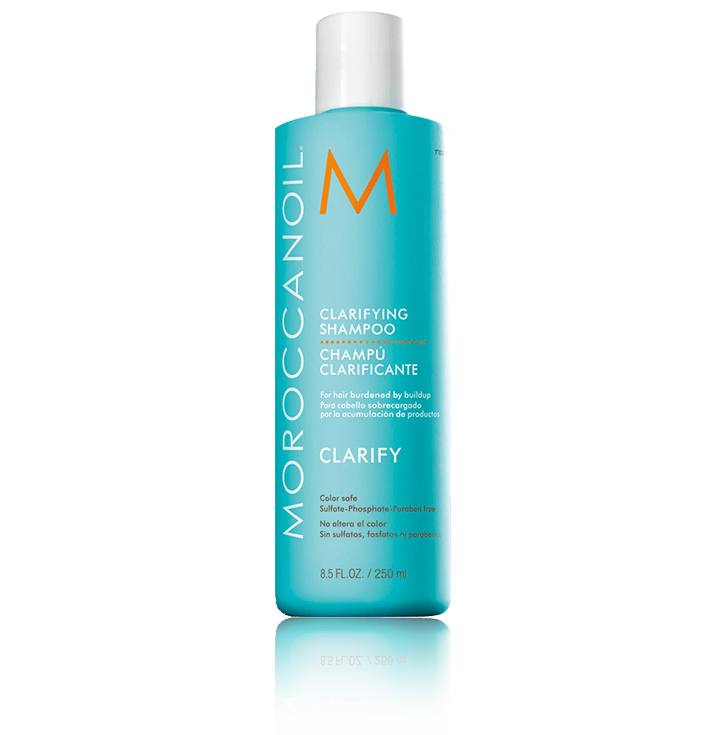 MOROCCANOIL®
M
CLARIFYING
SHAMPOO
CHAMPÚ
CLARIFICANTE
For hair burdened by buildup
Para cabello sobrecargado
por la acumulación de productos
CLARIFY
Color safe
Sulfate-Phosphate-Paraben free
No altera el color
Sin sulfatos, fosfatos ni parabenos
8.5 FL.OZ. / 250 ml